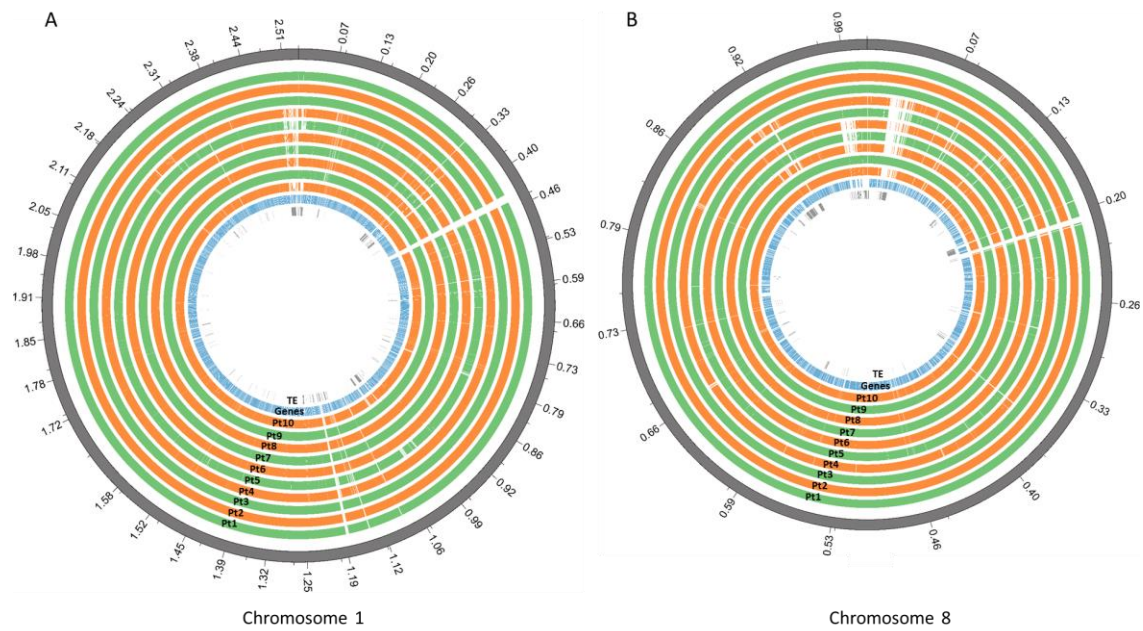 A
2.51
0.07
0.13
0.20
0.26
0.33
0.40
0.46
0.53
0.59
0.66
0.73
0.79
0.86
0.92
0.99
1.06
1.12
1.19
1.25
1.32
1.39
1.45
1.52
1.58
1.72
1.78
1.85
1.91
1.98
2.05
2.11
2.18
2.24
2.31
2.38
2.44
TE
Genes
Pt10
Pt9
Pt8
Pt7
Pt6
Pt5
Pt4
Pt3
Pt2
Pt1
Chromosome 1
B
0.99
0.07
0.13
0.20
0.26
0.33
0.40
0.46
0.53
0.59
0.66
0.73
0.79
0.86
0.92
TE
Genes
Pt10
Pt9
Pt8
Pt7
Pt6
Pt5
Pt4
Pt3
Pt2
Pt1
Chromosome 8